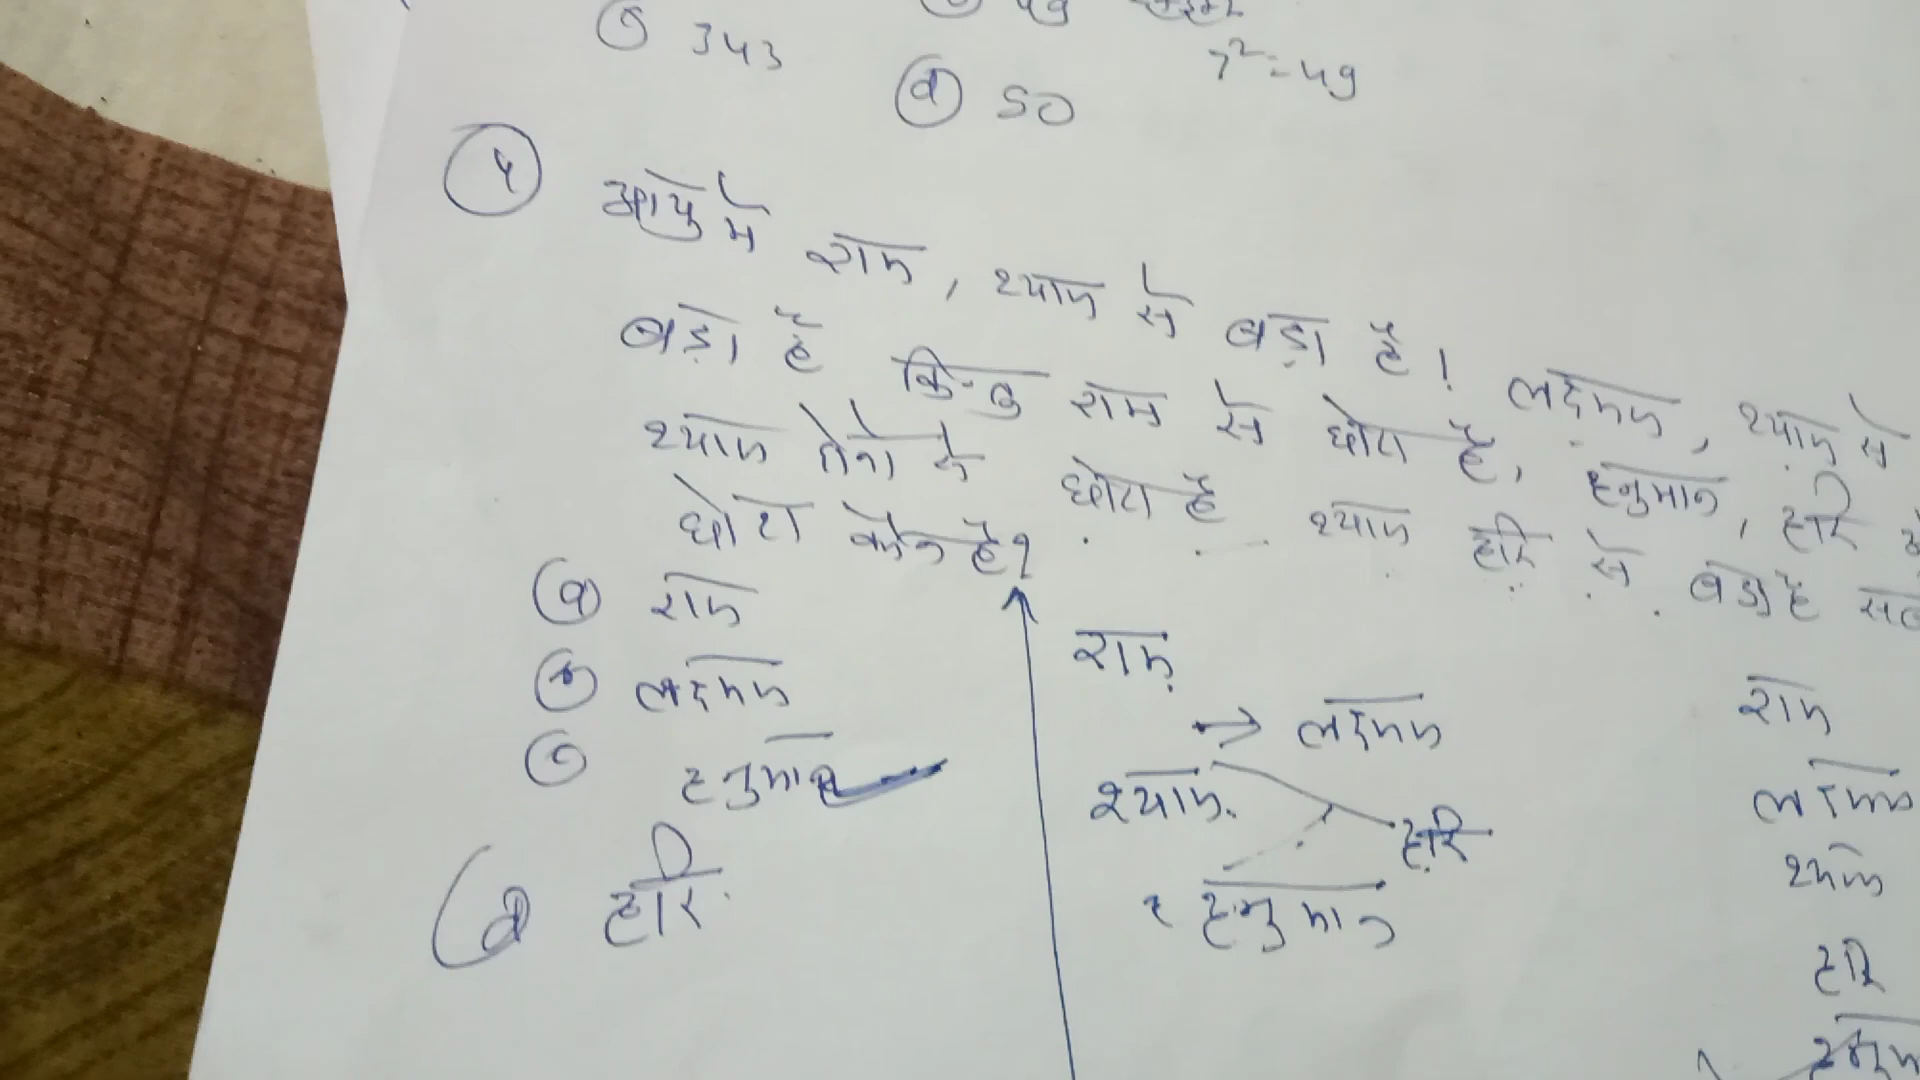 343
(d) 50
7²=49
(4) आयु में राम, श्याम से बड़ा है। लक्ष्मण, श्याम से
बड़ा है किन्तु राम से छोटा है, हनुमान, हरि
श्याम तीनों से छोटा है श्याम हरि से बड़ा है
छोटा कौन है?
(a) राम
लक्ष्मण
(c) हनुमान
(d) हरि
राम
→ लक्ष्मण
श्याम
हरि
हनुमान
राम
लक्ष्मण
श्याम
हरि